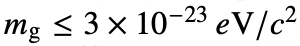 m_g ≤ 3 × 10^{-23} eV/c^2